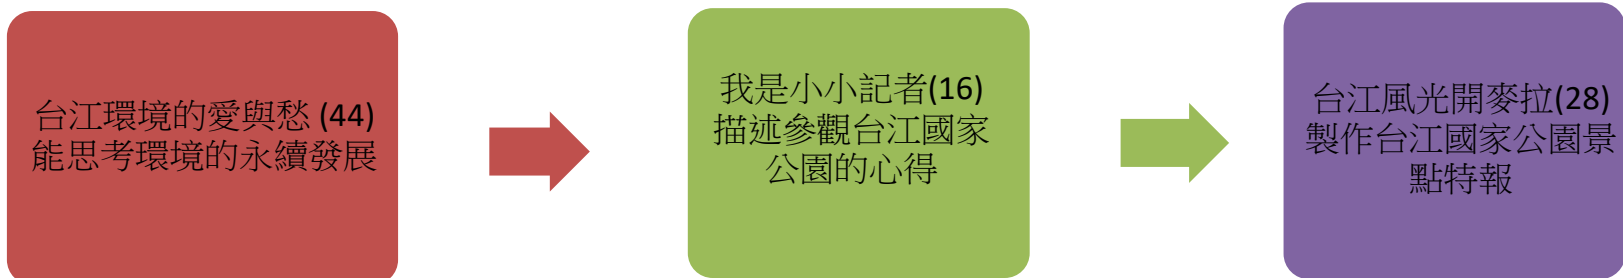 台江環境的愛與愁 (44)
能思考環境的永續發展
我是小小記者(16)
描述參觀台江國家
公園的心得
台江風光開麥拉(28)
製作台江國家公園景
點特報